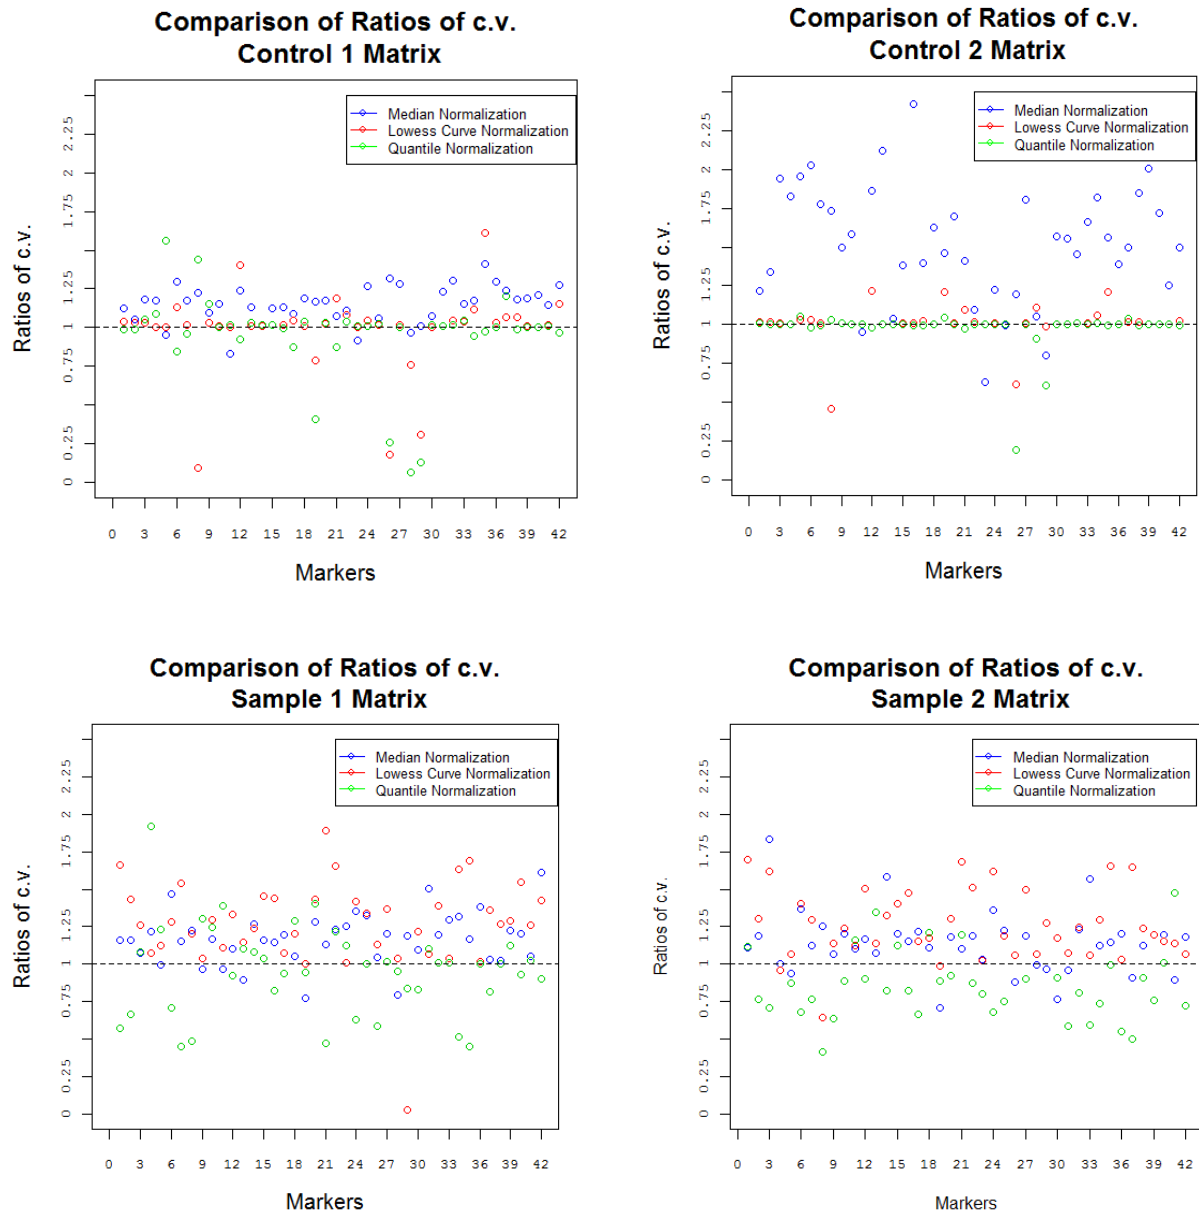 Comparison of Ratios of c.v.
Control 1 Matrix
Median Normalization
Lowess Curve Normalization
Quantile Normalization
Ratios of c.v.
2.25
2
1.75
1.25
1
0.75
0.25
0
0 3 6 9 12 15 18 21 24 27 30 33 36 39 42
Markers
Comparison of Ratios of c.v.
Control 2 Matrix
Median Normalization
Lowess Curve Normalization
Quantile Normalization
Ratios of c.v.
2.25
2
1.75
1.25
1
0.75
0.25
0
0 3 6 9 12 15 18 21 24 27 30 33 36 39 42
Markers
Comparison of Ratios of c.v.
Sample 1 Matrix
Median Normalization
Lowess Curve Normalization
Quantile Normalization
Ratios of c.v.
2.25
2
1.75
1.25
1
0.75
0.25
0
0 3 6 9 12 15 18 21 24 27 30 33 36 39 42
Markers
Comparison of Ratios of c.v.
Sample 2 Matrix
Median Normalization
Lowess Curve Normalization
Quantile Normalization
Ratios of c.v.
2.25
2
1.75
1.25
1
0.75
0.25
0
0 3 6 9 12 15 18 21 24 27 30 33 36 39 42
Markers